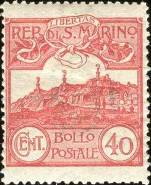 LIBERTAS
REP. DI S. MARINO
CENT. BOLLO 40
POSTALE